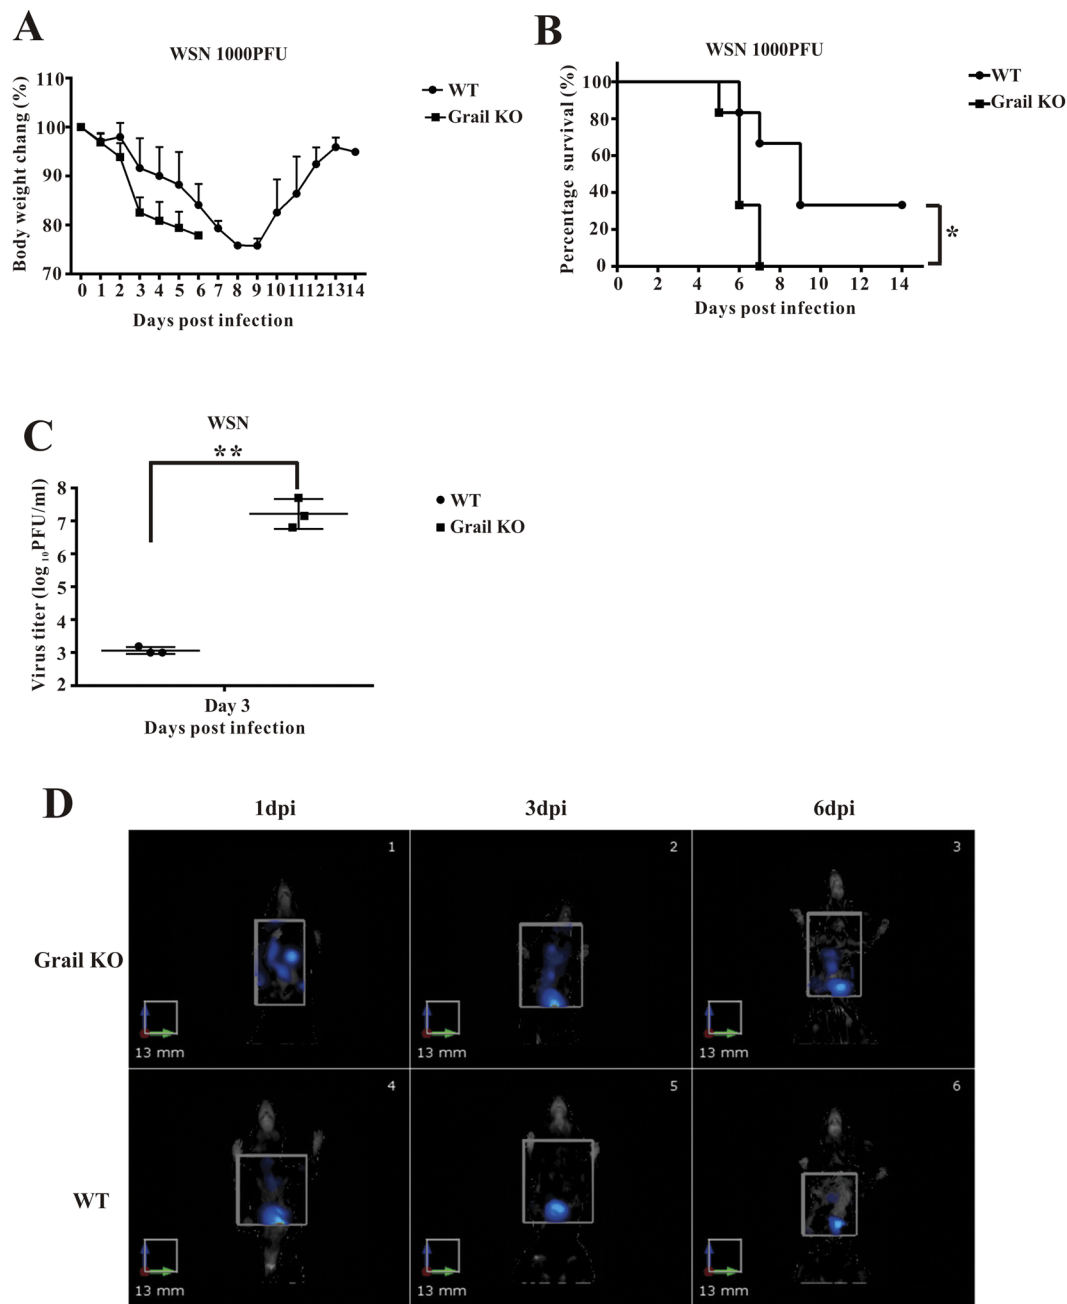 A
WSN 1000PFU
Body weight chang (%)
110
100
90
80
70
0 1 2 3 4 5 6 7 8 9 10 11 12 13 14
Days post infection
WT
Grail KO
B
WSN 1000PFU
Percentage survival (%)
100
80
60
40
20
0
0 2 4 6 8 10 12 14
Days post infection
WT
Grail KO
*
C
WSN
**
Virus titer (log 10 PFU/ml)
8
7
6
5
4
3
2
Day 3
Days post infection
WT
Grail KO
D
1dpi 3dpi 6dpi
Grail KO
1
13 mm
2
13 mm
3
13 mm
WT
4
13 mm
5
13 mm
6
13 mm